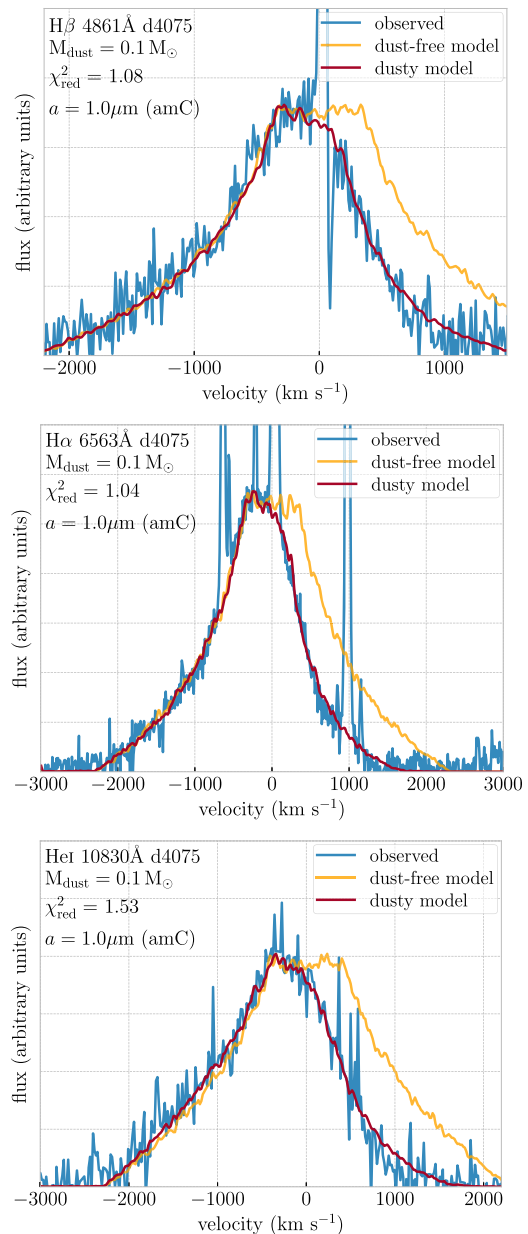 Hβ 4861Å d4075
M_dust = 0.1 M_⊙
χ²_red = 1.08
a = 1.0μm (amC)
observed
dust-free model
dusty model
flux (arbitrary units)
−2000 −1000 0 1000
velocity (km s⁻¹)
Hα 6563Å d4075
M_dust = 0.1 M_⊙
χ²_red = 1.04
a = 1.0μm (amC)
observed
dust-free model
dusty model
flux (arbitrary units)
−3000 −2000 −1000 0 1000 2000 3000
velocity (km s⁻¹)
HeI 10830Å d4075
M_dust = 0.1 M_⊙
χ²_red = 1.53
a = 1.0μm (amC)
observed
dust-free model
dusty model
flux (arbitrary units)
−3000 −2000 −1000 0 1000 2000
velocity (km s⁻¹)